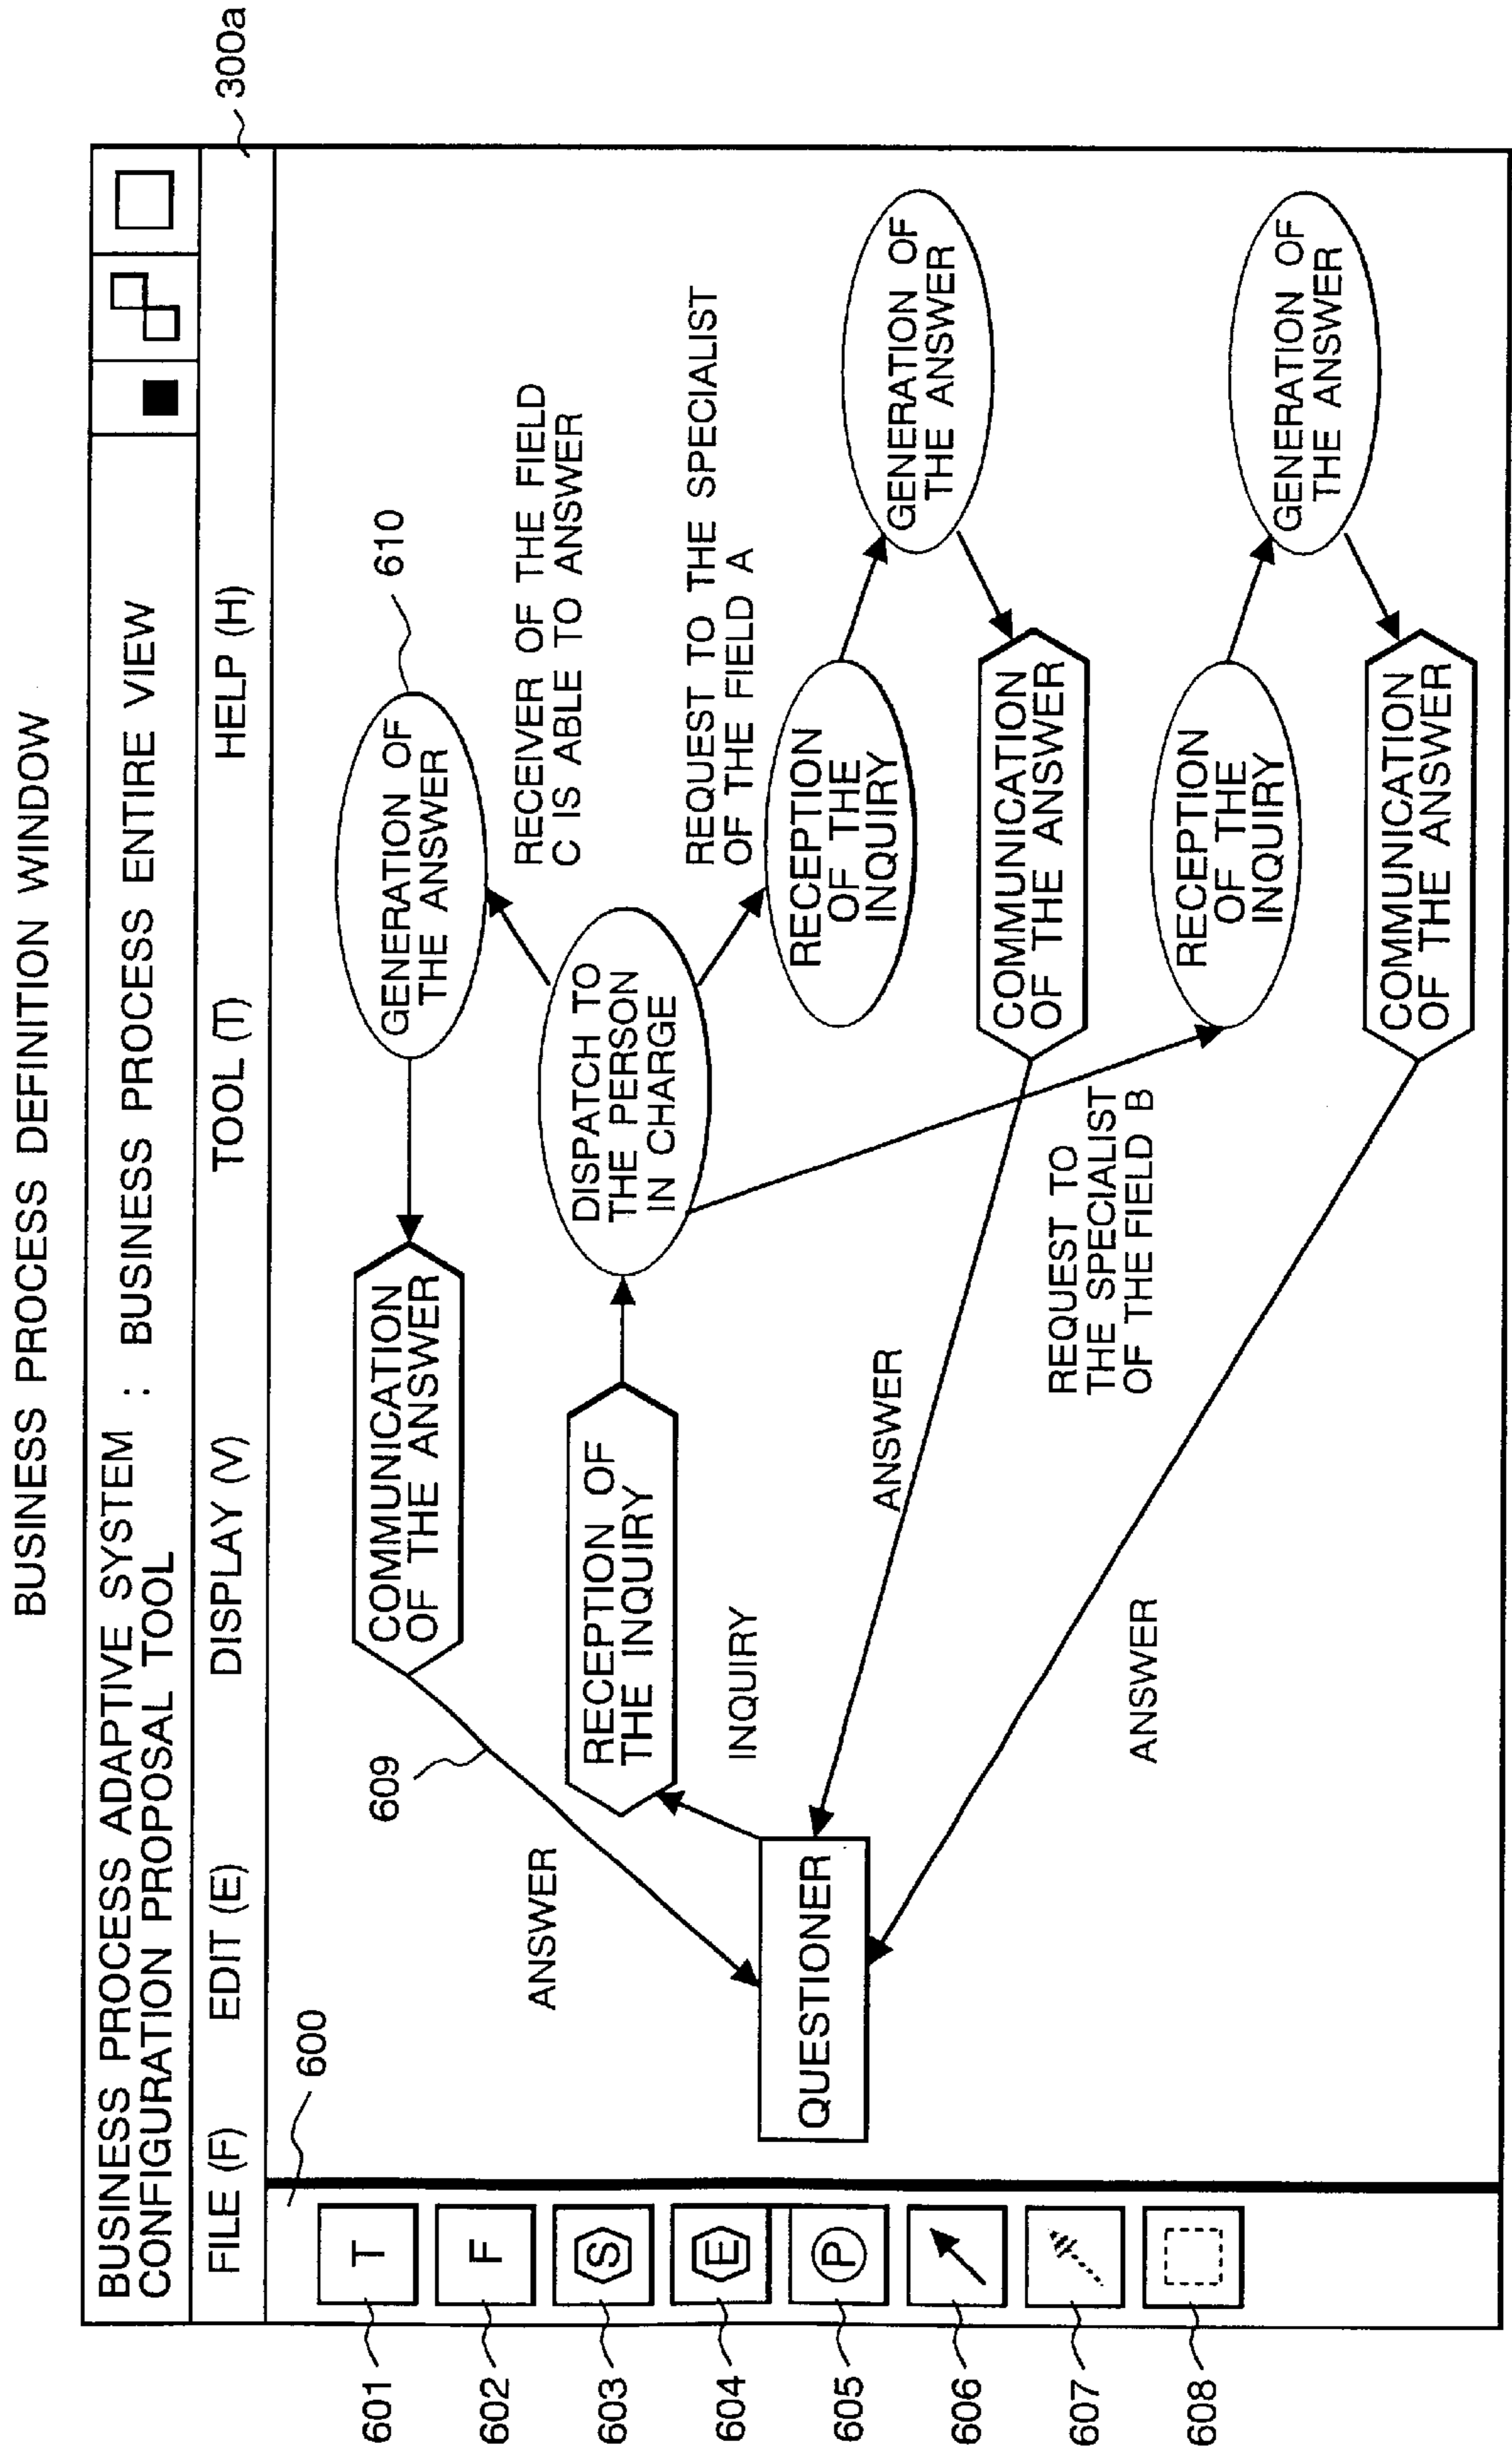 BUSINESS PROCESS DEFINITION WINDOW
BUSINESS PROCESS ADAPTIVE SYSTEM : BUSINESS PROCESS ENTIRE VIEW
CONFIGURATION PROPOSAL TOOL
FILE (F) EDIT (E) DISPLAY (V) TOOL (T) HELP (H)
300a
600
601
T
602
F
603
S
604
E
605
P
606
607
608
COMMUNICATION
OF THE ANSWER
GENERATION OF
THE ANSWER
610
609
ANSWER
RECEPTION OF
THE INQUIRY
DISPATCH TO
THE PERSON
IN CHARGE
RECEIVER OF THE FIELD
C IS ABLE TO ANSWER
INQUIRY
REQUEST TO THE SPECIALIST
OF THE FIELD A
QUESTIONER
RECEPTION
OF THE
INQUIRY
GENERATION OF
THE ANSWER
ANSWER
COMMUNICATION
OF THE ANSWER
REQUEST TO
THE SPECIALIST
OF THE FIELD B
ANSWER
RECEPTION
OF THE
INQUIRY
GENERATION OF
THE ANSWER
COMMUNICATION
OF THE ANSWER